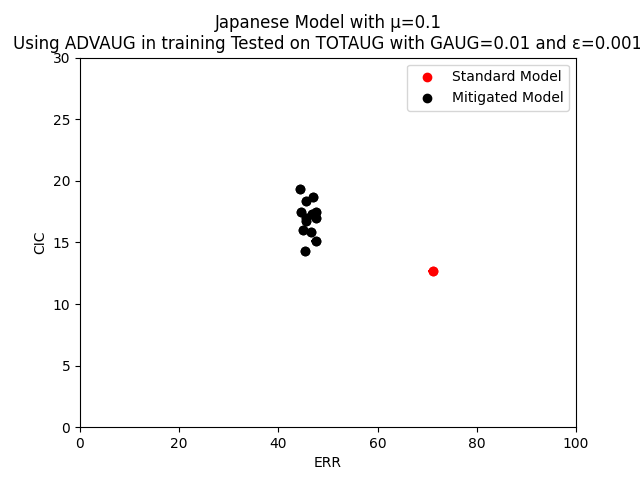 Japanese Model with μ=0.1
Using ADVAUG in training Tested on TOTAUG with GAUG=0.01 and ε=0.001
Standard Model
Mitigated Model
30
25
20
15
10
5
0
CIC
0 20 40 60 80 100
ERR